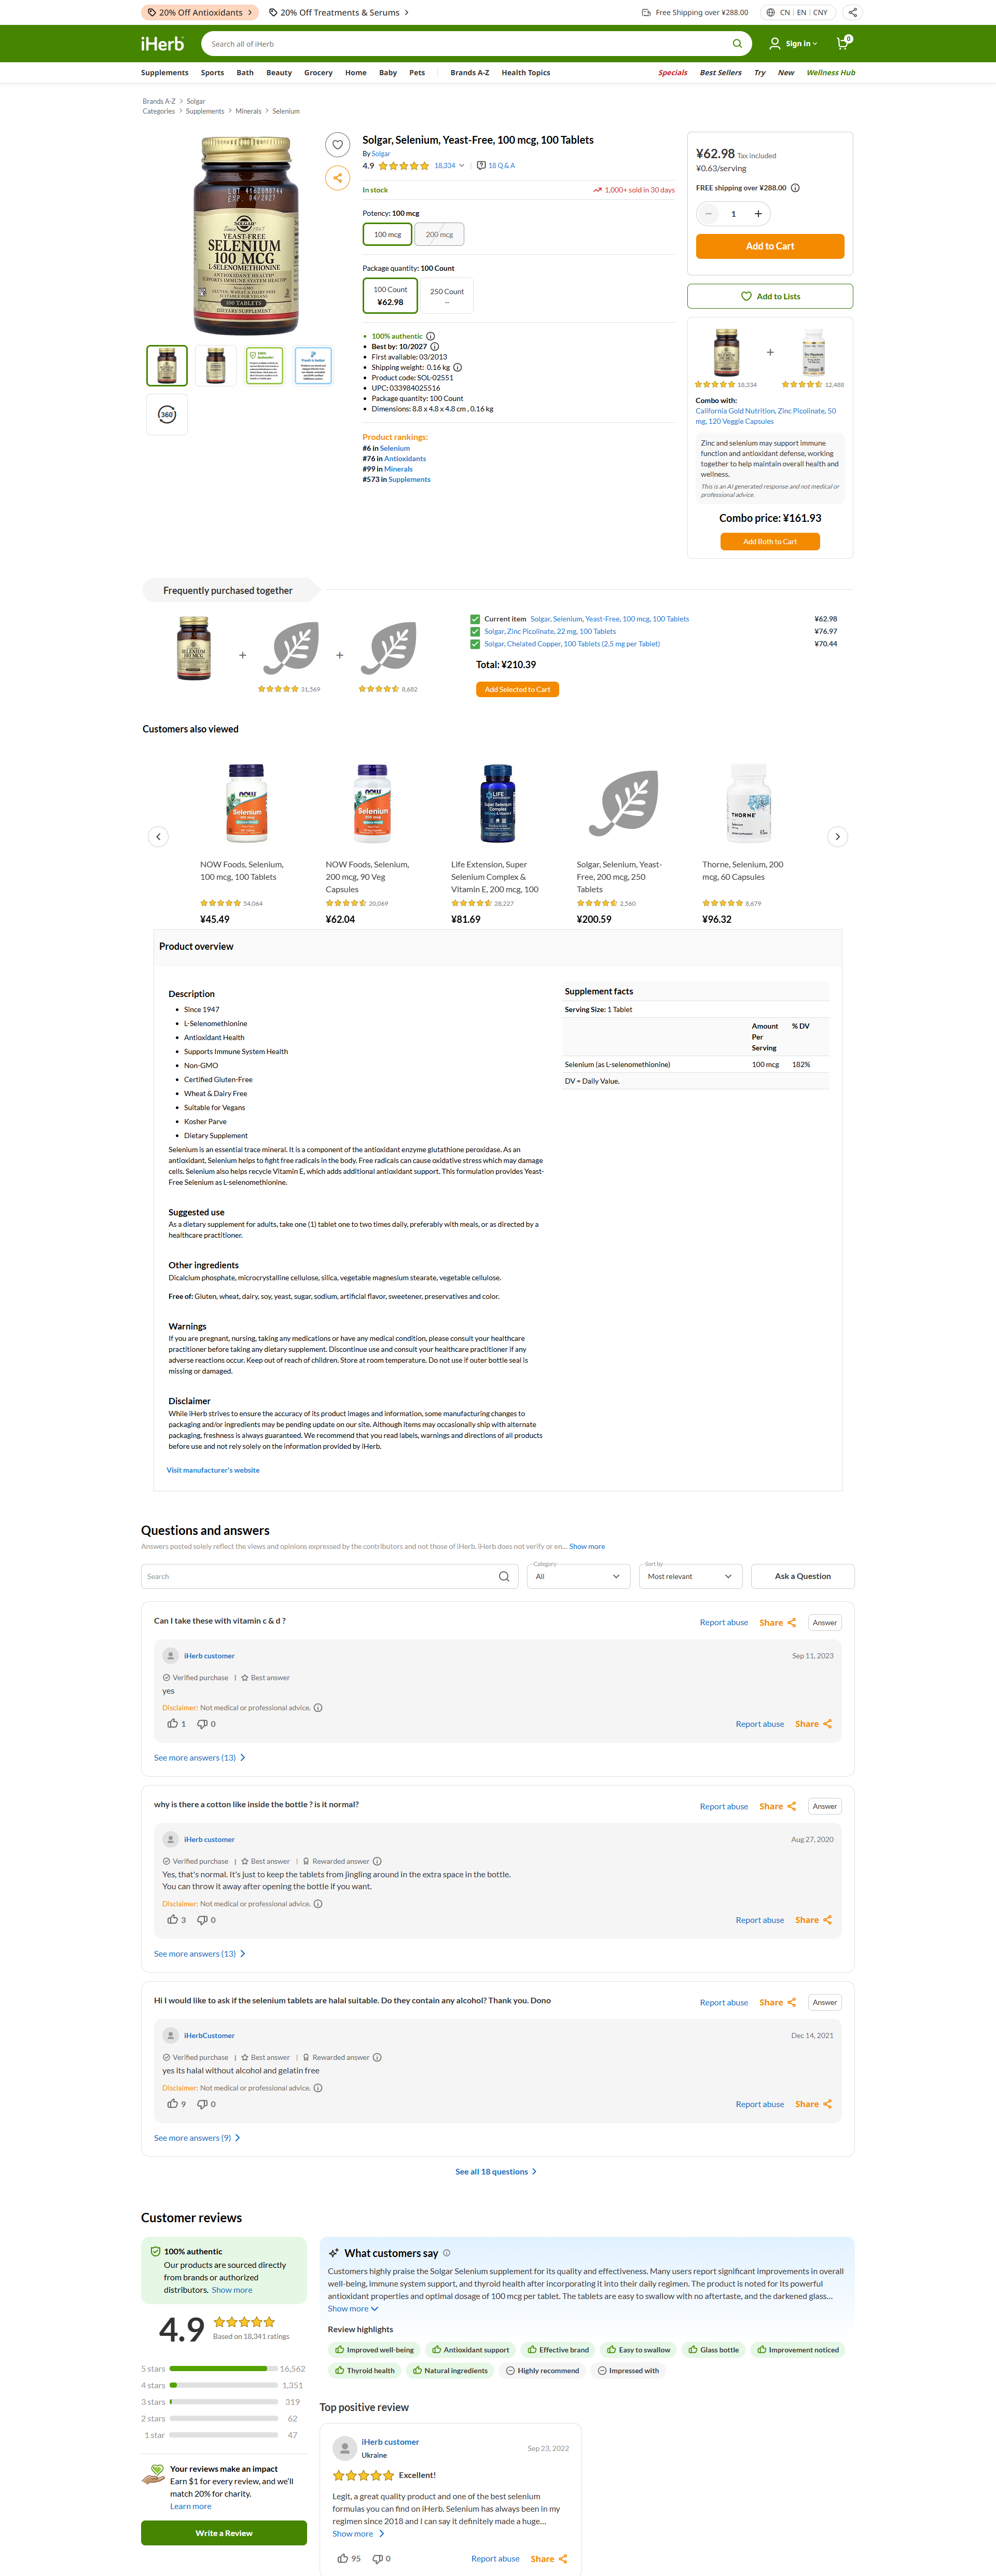 20% Off Antioxidants
20% Off Treatments & Serums
Free Shipping over ¥288.00
CN | EN | CNY
iHerb
Search all of iHerb
Sign in
0
Supplements Sports Bath Beauty Grocery Home Baby Pets Brands A-Z Health Topics
Specials Best Sellers Try New Wellness Hub
Brands A-Z > Solgar
Categories > Supplements > Minerals > Selenium
LOT
EXP. 04/2027
SOLGAR
Since 1947
YEAST-FREE
SELENIUM
100 MCG
L-SELENOMETHIONINE
ANTIOXIDANT HEALTH*
SUPPORTS IMMUNE SYSTEM HEALTH*
SUITABLE FOR VEGANS
100 TABLETS
DIETARY SUPPLEMENT
360
Solgar, Selenium, Yeast-Free, 100 mcg, 100 Tablets
By Solgar
4.9 18,334 | 18 Q & A
In stock
1,000+ sold in 30 days
Potency: 100 mcg
100 mcg
200 mcg
Package quantity: 100 Count
100 Count
¥62.98
250 Count
--
100% authentic
Best by: 10/2027
First available: 03/2013
Shipping weight: 0.16 kg
Product code: SOL-02551
UPC: 033984025516
Package quantity: 100 Count
Dimensions: 8.8 x 4.8 x 4.8 cm , 0.16 kg
Product rankings:
#6 in Selenium
#76 in Antioxidants
#99 in Minerals
#573 in Supplements
¥62.98 Tax included
¥0.63/serving
FREE shipping over ¥288.00
1
Add to Cart
Add to Lists
18,334
12,488
Combo with:
California Gold Nutrition, Zinc Picolinate, 50
mg, 120 Veggie Capsules
Zinc and selenium may support immune
function and antioxidant defense, working
together to help maintain overall health and
wellness.
This is an AI generated response and not medical or
professional advice.
Combo price: ¥161.93
Add Both to Cart
Frequently purchased together
31,569
8,682
Current item Solgar, Selenium, Yeast-Free, 100 mcg, 100 Tablets ¥62.98
Solgar, Zinc Picolinate, 22 mg, 100 Tablets ¥76.97
Solgar, Chelated Copper, 100 Tablets (2.5 mg per Tablet) ¥70.44
Total: ¥210.39
Add Selected to Cart
Customers also viewed
NOW
Selenium
NOW
Selenium
LIFE EXTENSION
Super Selenium
Complex
THORNE
Selenium
NOW Foods, Selenium,
100 mcg, 100 Tablets
54,064
¥45.49
NOW Foods, Selenium,
200 mcg, 90 Veg
Capsules
20,069
¥62.04
Life Extension, Super
Selenium Complex &
Vitamin E, 200 mcg, 100
28,227
¥81.69
Solgar, Selenium, Yeast-
Free, 200 mcg, 250
Tablets
2,560
¥200.59
Thorne, Selenium, 200
mcg, 60 Capsules
8,679
¥96.32
Product overview
Description
Since 1947
L-Selenomethionine
Antioxidant Health
Supports Immune System Health
Non-GMO
Certified Gluten-Free
Wheat & Dairy Free
Suitable for Vegans
Kosher Parve
Dietary Supplement
Selenium is an essential trace mineral. It is a component of the antioxidant enzyme glutathione peroxidase. As an
antioxidant, Selenium helps to fight free radicals in the body. Free radicals can cause oxidative stress which may damage
cells. Selenium also helps recycle Vitamin E, which adds additional antioxidant support. This formulation provides Yeast-
Free Selenium as L-selenomethionine.
Suggested use
As a dietary supplement for adults, take one (1) tablet one to two times daily, preferably with meals, or as directed by a
healthcare practitioner.
Other ingredients
Dicalcium phosphate, microcrystalline cellulose, silica, vegetable magnesium stearate, vegetable cellulose.
Free of: Gluten, wheat, dairy, soy, yeast, sugar, sodium, artificial flavor, sweetener, preservatives and color.
Warnings
If you are pregnant, nursing, taking any medications or have any medical condition, please consult your healthcare
practitioner before taking any dietary supplement. Discontinue use and consult your healthcare practitioner if any
adverse reactions occur. Keep out of reach of children. Store at room temperature. Do not use if outer bottle seal is
missing or damaged.
Disclaimer
While iHerb strives to ensure the accuracy of its product images and information, some manufacturing changes to
packaging and/or ingredients may be pending update on our site. Although items may occasionally ship with alternate
packaging, freshness is always guaranteed. We recommend that you read labels, warnings and directions of all products
before use and not rely solely on the information provided by iHerb.
Visit manufacturer's website
Supplement facts
Serving Size: 1 Tablet
Amount
Per
Serving
% DV
Selenium (as L-selenomethionine) 100 mcg 182%
DV = Daily Value.
Questions and answers
Answers posted solely reflect the views and opinions expressed by the contributors and not those of iHerb. iHerb does not verify or en... Show more
Search
Category
All
Sort by
Most relevant
Ask a Question
Can I take these with vitamin c & d ?
Report abuse Share Answer
iHerb customer Sep 11, 2023
Verified purchase | Best answer
yes
Disclaimer: Not medical or professional advice.
1 0 Report abuse Share
See more answers (13)
why is there a cotton like inside the bottle ? is it normal?
Report abuse Share Answer
iHerb customer Aug 27, 2020
Verified purchase | Best answer | Rewarded answer
Yes, that's normal. It's just to keep the tablets from jingling around in the extra space in the bottle.
You can throw it away after opening the bottle if you want.
Disclaimer: Not medical or professional advice.
3 0 Report abuse Share
See more answers (13)
Hi I would like to ask if the selenium tablets are halal suitable. Do they contain any alcohol? Thank you. Dono
Report abuse Share Answer
iHerbCustomer Dec 14, 2021
Verified purchase | Best answer | Rewarded answer
yes its halal without alcohol and gelatin free
Disclaimer: Not medical or professional advice.
9 0 Report abuse Share
See more answers (9)
See all 18 questions
Customer reviews
100% authentic
Our products are sourced directly
from brands or authorized
distributors. Show more
4.9
Based on 18,341 ratings
5 stars 16,562
4 stars 1,351
3 stars 319
2 stars 62
1 star 47
Your reviews make an impact
Earn $1 for every review, and we'll
match 20% for charity.
Learn more
Write a Review
What customers say
Customers highly praise the Solgar Selenium supplement for its quality and effectiveness. Many users report significant improvements in overall
well-being, immune system support, and thyroid health after incorporating it into their daily regimen. The product is noted for its powerful
antioxidant properties and optimal dosage of 100 mcg per tablet. The tablets are easy to swallow with no aftertaste, and the darkened glass...
Show more
Review highlights
Improved well-being
Antioxidant support
Effective brand
Easy to swallow
Glass bottle
Improvement noticed
Thyroid health
Natural ingredients
Highly recommend
Impressed with
Top positive review
iHerb customer
Ukraine
Sep 23, 2022
Excellent!
Legit, a great quality product and one of the best selenium
formulas you can find on iHerb. Selenium has always been in my
regimen since 2018 and I can say it definitely made a huge...
Show more
95 0 Report abuse Share